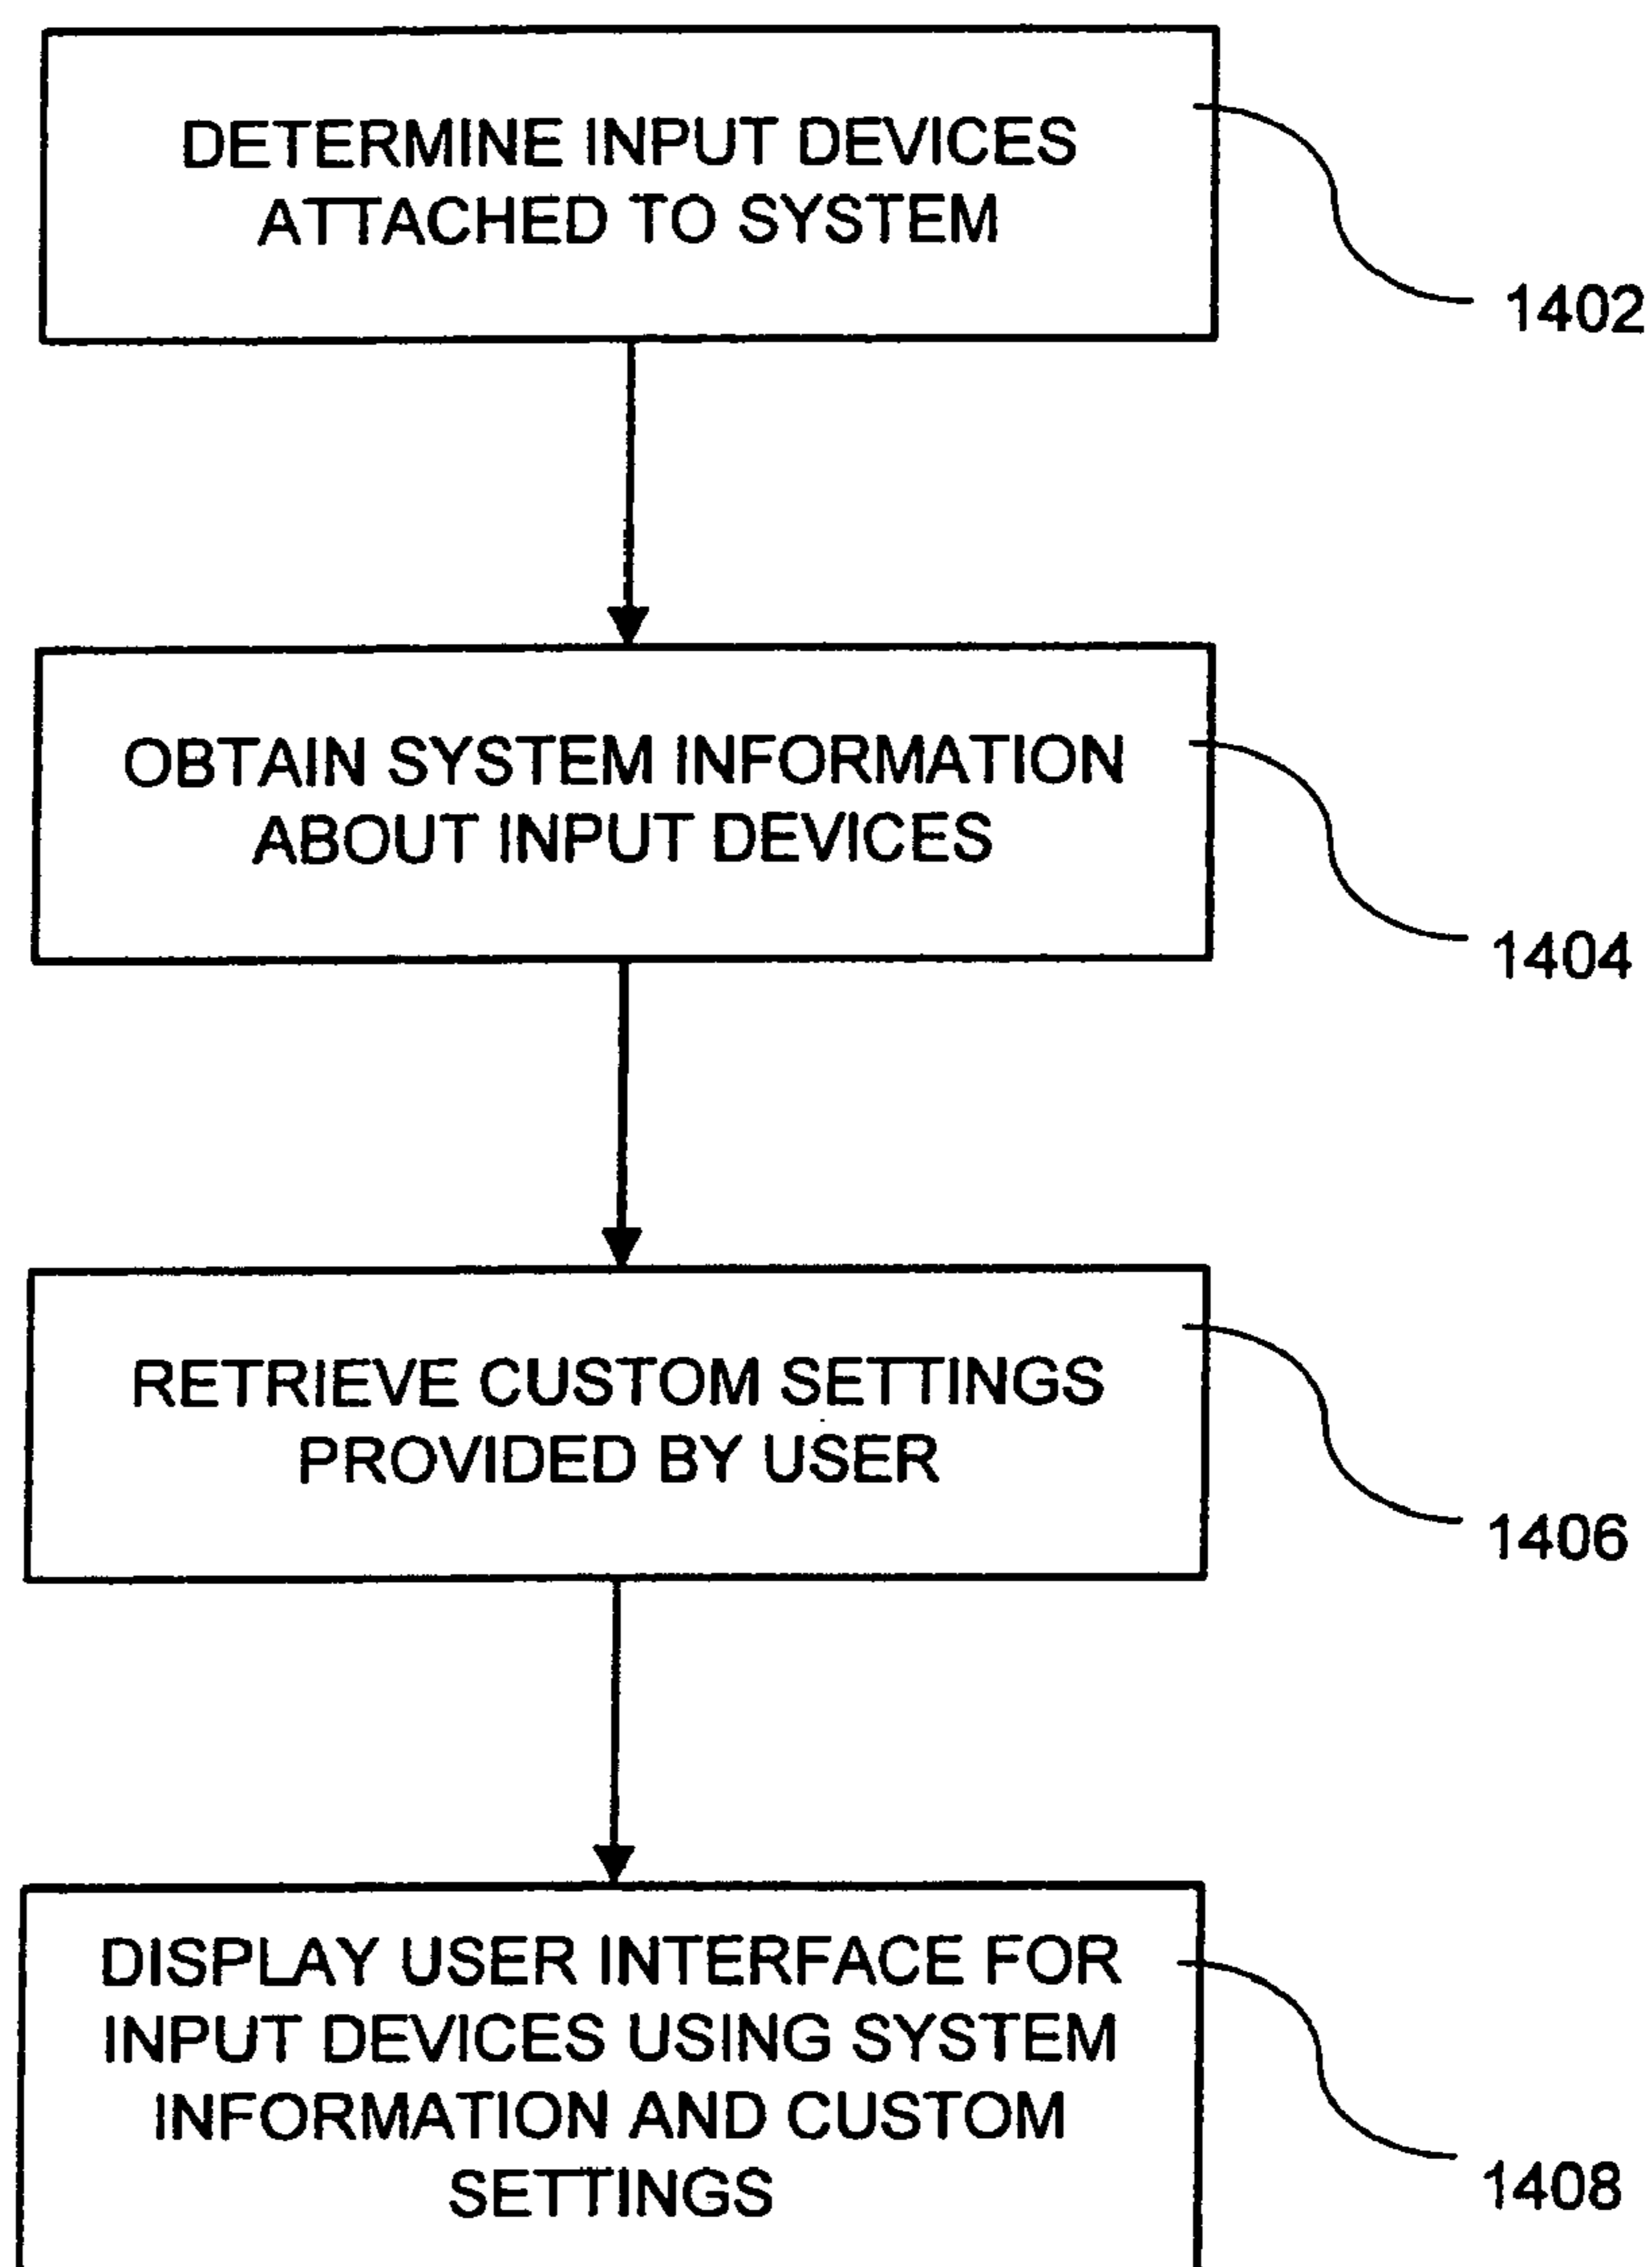 DETERMINE INPUT DEVICES
ATTACHED TO SYSTEM
1402
OBTAIN SYSTEM INFORMATION
ABOUT INPUT DEVICES
1404
RETRIEVE CUSTOM SETTINGS
PROVIDED BY USER
1406
DISPLAY USER INTERFACE FOR
INPUT DEVICES USING SYSTEM
INFORMATION AND CUSTOM
SETTINGS
1408